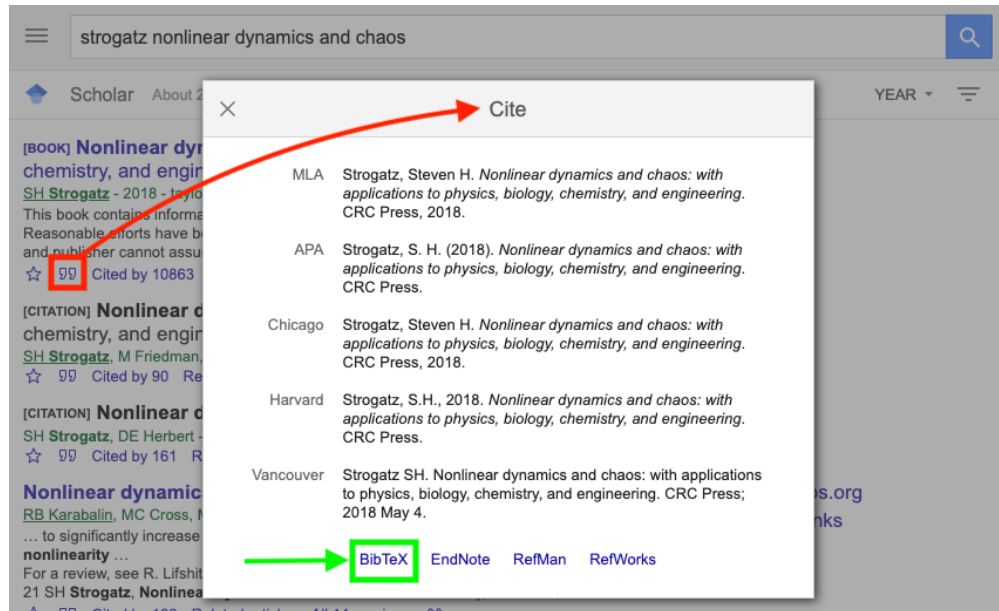 strogatz nonlinear dynamics and chaos
Scholar About 2
YEAR
Cite
[BOOK] Nonlinear dyn
chemistry, and engin
SH Strogatz - 2018 - taylo
This book contains informa
Reasonable efforts have be
and publisher cannot assu
Cited by 10863
[CITATION] Nonlinear d
chemistry, and engin
SH Strogatz, M Friedman,
Cited by 90 Re
[CITATION] Nonlinear d
SH Strogatz, DE Herbert -
Cited by 161 R
Nonlinear dynamic
RB Karabalin, MC Cross, M
... to significantly increase
nonlinearity ...
For a review, see R. Lifshit
21 SH Strogatz, Nonlinea
MLA Strogatz, Steven H. Nonlinear dynamics and chaos: with
applications to physics, biology, chemistry, and engineering.
CRC Press, 2018.
APA Strogatz, S. H. (2018). Nonlinear dynamics and chaos: with
applications to physics, biology, chemistry, and engineering.
CRC Press.
Chicago Strogatz, Steven H. Nonlinear dynamics and chaos: with
applications to physics, biology, chemistry, and engineering.
CRC Press, 2018.
Harvard Strogatz, S.H., 2018. Nonlinear dynamics and chaos: with
applications to physics, biology, chemistry, and engineering.
CRC Press.
Vancouver Strogatz SH. Nonlinear dynamics and chaos: with applications
to physics, biology, chemistry, and engineering. CRC Press;
2018 May 4.
BibTeX EndNote RefMan RefWorks
os.org
nks